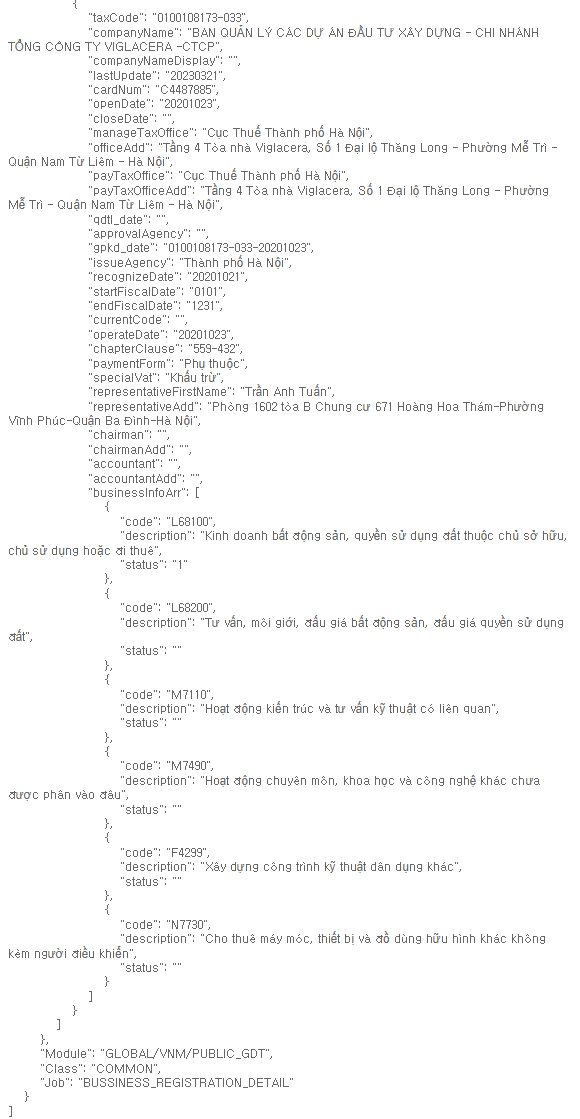 {
"taxCode": "0100108173-033",
"companyName": "BAN QUẢN LÝ CÁC DỰ ÁN ĐẦU TƯ XÂY DỰNG - CHI NHÁNH
TỔNG CÔNG TY VIGLACERA -CTCP",
"companyNameDisplay": "",
"lastUpdate": "20230321",
"cardNum": "C4487885",
"openDate": "20201023",
"closeDate": "",
"manageTaxOffice": "Cục Thuế Thành phố Hà Nội",
"officeAdd": "Tầng 4 Tòa nhà Viglacera, Số 1 Đại lộ Thăng Long - Phường Mễ Trì -
Quận Nam Từ Liêm - Hà Nội",
"payTaxOffice": "Cục Thuế Thành phố Hà Nội",
"payTaxOfficeAdd": "Tầng 4 Tòa nhà Viglacera, Số 1 Đại lộ Thăng Long - Phường
Mễ Trì - Quận Nam Từ Liêm - Hà Nội",
"qdtl_date": "",
"approvalAgency": "",
"gpkd_date": "0100108173-033-20201023",
"issueAgency": "Thành phố Hà Nội",
"recognizeDate": "20201021",
"startFiscalDate": "0101",
"endFiscalDate": "1231",
"currentCode": "",
"operateDate": "20201023",
"chapterClause": "559-432",
"paymentForm": "Phụ thuộc",
"specialVat": "Khấu trừ",
"representativeFirstName": "Trần Anh Tuấn",
"representativeAdd": "Phòng 1602 tòa B Chung cư 671 Hoàng Hoa Thám-Phường
Vĩnh Phúc-Quận Ba Đình-Hà Nội",
"chairman": "",
"chairmanAdd": "",
"accountant": "",
"accountantAdd": "",
"businessInfoArr": [
{
"code": "L68100",
"description": "Kinh doanh bất động sản, quyền sử dụng đất thuộc chủ sở hữu,
chủ sử dụng hoặc đi thuê",
"status": "1"
},
{
"code": "L68200",
"description": "Tư vấn, môi giới, đấu giá bất động sản, đấu giá quyền sử dụng
đất",
"status": ""
},
{
"code": "M7110",
"description": "Hoạt động kiến trúc và tư vấn kỹ thuật có liên quan",
"status": ""
},
{
"code": "M7490",
"description": "Hoạt động chuyên môn, khoa học và công nghệ khác chưa
được phân vào đâu",
"status": ""
},
{
"code": "F4299",
"description": "Xây dựng công trình kỹ thuật dân dụng khác",
"status": ""
},
{
"code": "N7730",
"description": "Cho thuê máy móc, thiết bị và đồ dùng hữu hình khác không
kèm người điều khiển",
"status": ""
}
]
}
]
},
"Module": "GLOBAL/VNM/PUBLIC_GDT",
"Class": "COMMON",
"Job": "BUSSINESS_REGISTRATION_DETAIL"
}
]